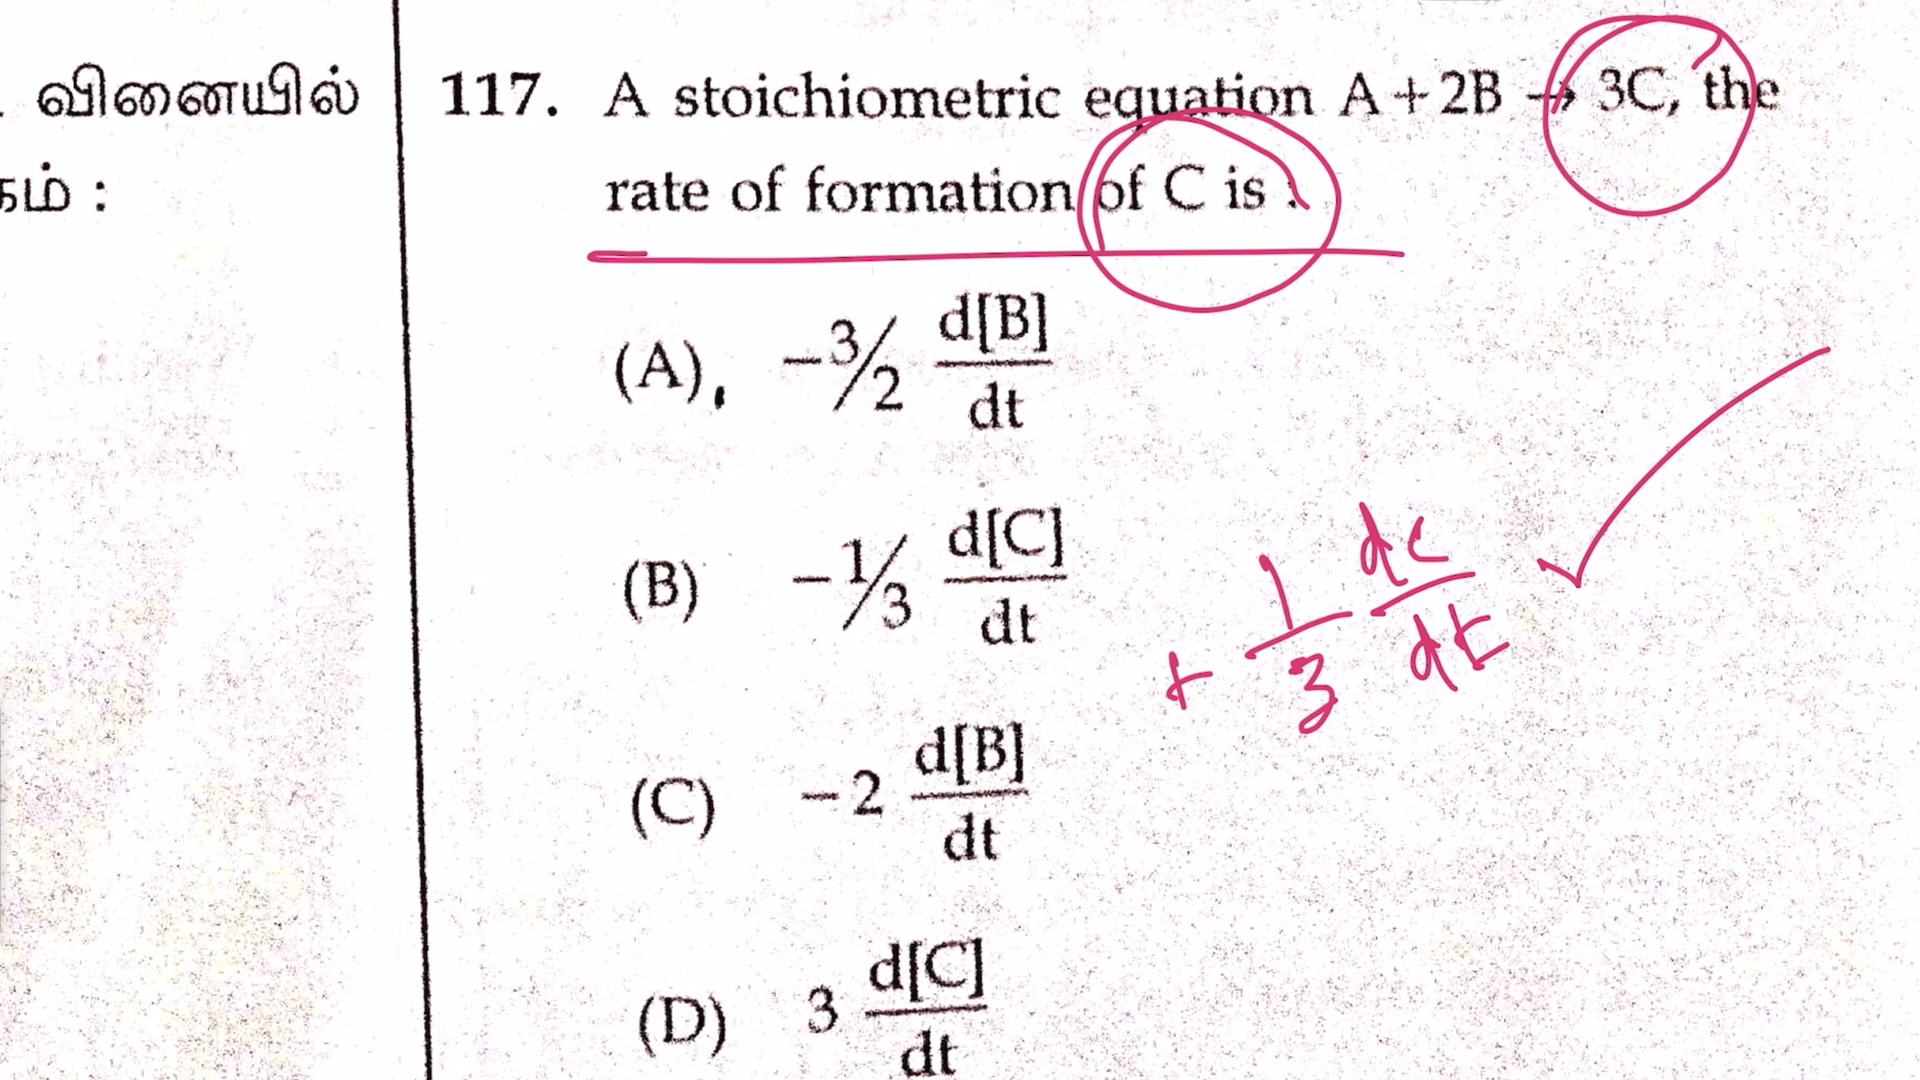 . வினையில்
கம் :
117. A stoichiometric equation A + 2B → 3C, the
rate of formation of C is :
(A) -3/2 d[B]/dt
(B) -1/3 d[C]/dt
+ 1/3 dc/dt
(C) -2 d[B]/dt
(D) 3 d[C]/dt